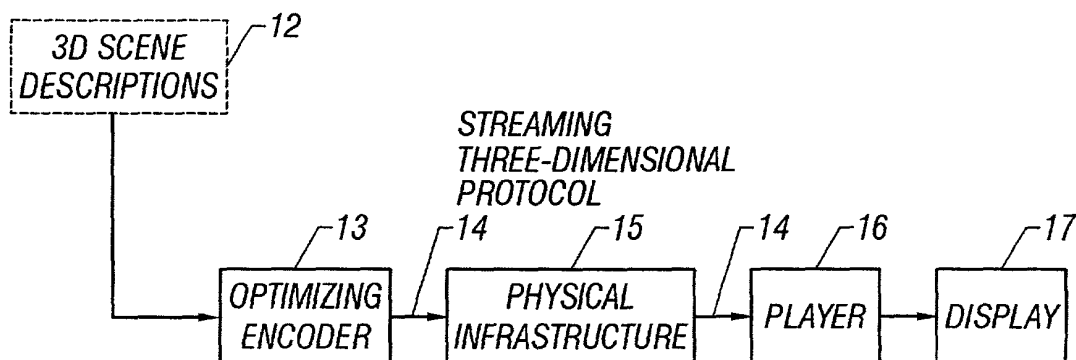 3D SCENE
DESCRIPTIONS
12
STREAMING
THREE-DIMENSIONAL
PROTOCOL
13
14
15
14
16
17
OPTIMIZING
ENCODER
PHYSICAL
INFRASTRUCTURE
PLAYER
DISPLAY